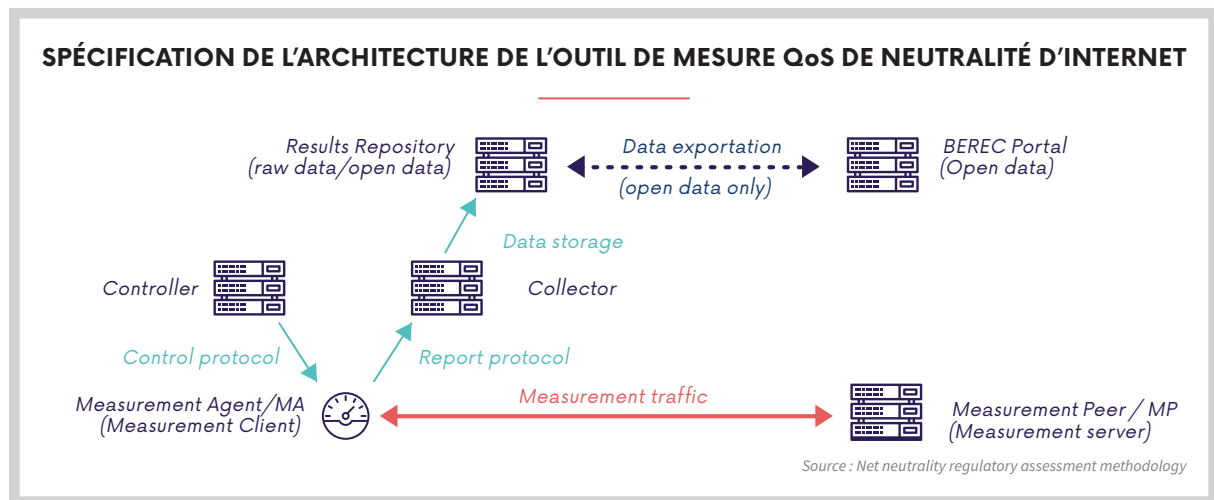 SPÉCIFICATION DE L'ARCHITECTURE DE L'OUTIL DE MESURE QoS DE NEUTRALITÉ D'INTERNET
Results Repository
(raw data/open data)
Data exportation
(open data only)
BEREC Portal
(Open data)
Data storage
Controller
Collector
Control protocol
Report protocol
Measurement Agent/MA
(Measurement Client)
Measurement traffic
Measurement Peer / MP
(Measurement server)
Source : Net neutrality regulatory assessment methodology